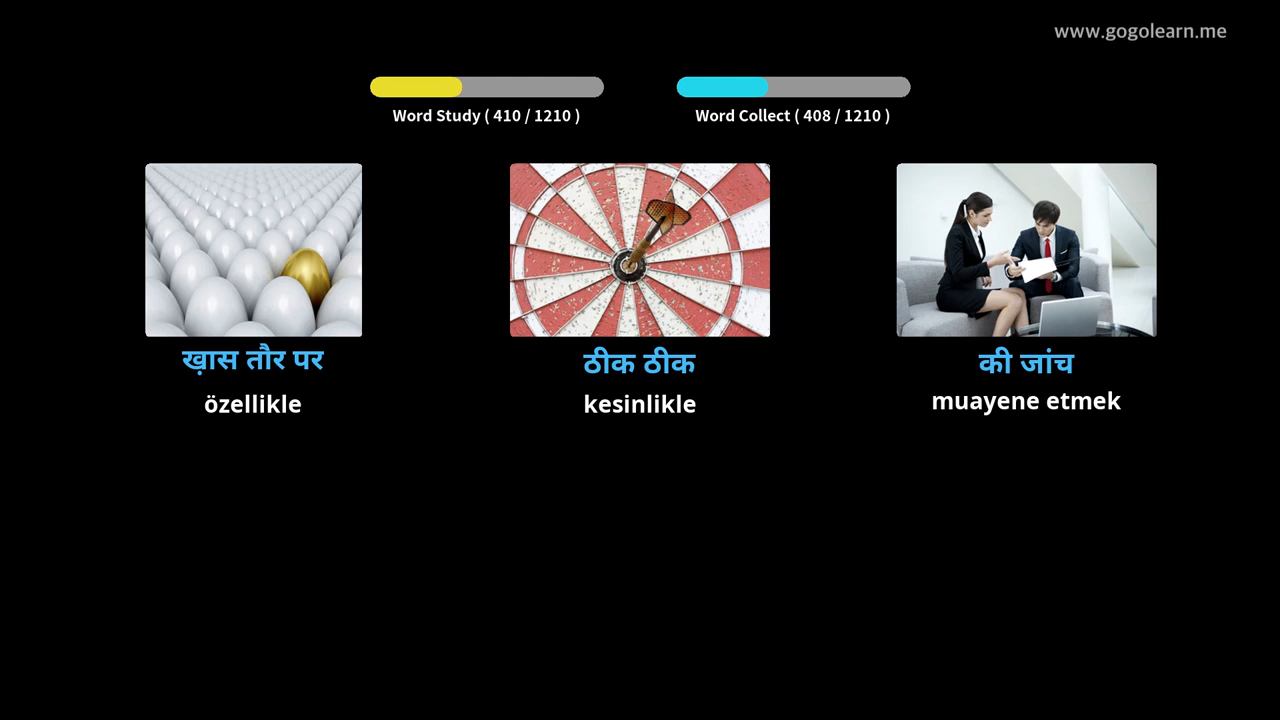 www.gogolearn.me
Word Study ( 410 / 1210 )
Word Collect ( 408 / 1210 )
ख़ास तौर पर
ठीक ठीक
की जांच
özellikle
kesinlikle
muayene etmek